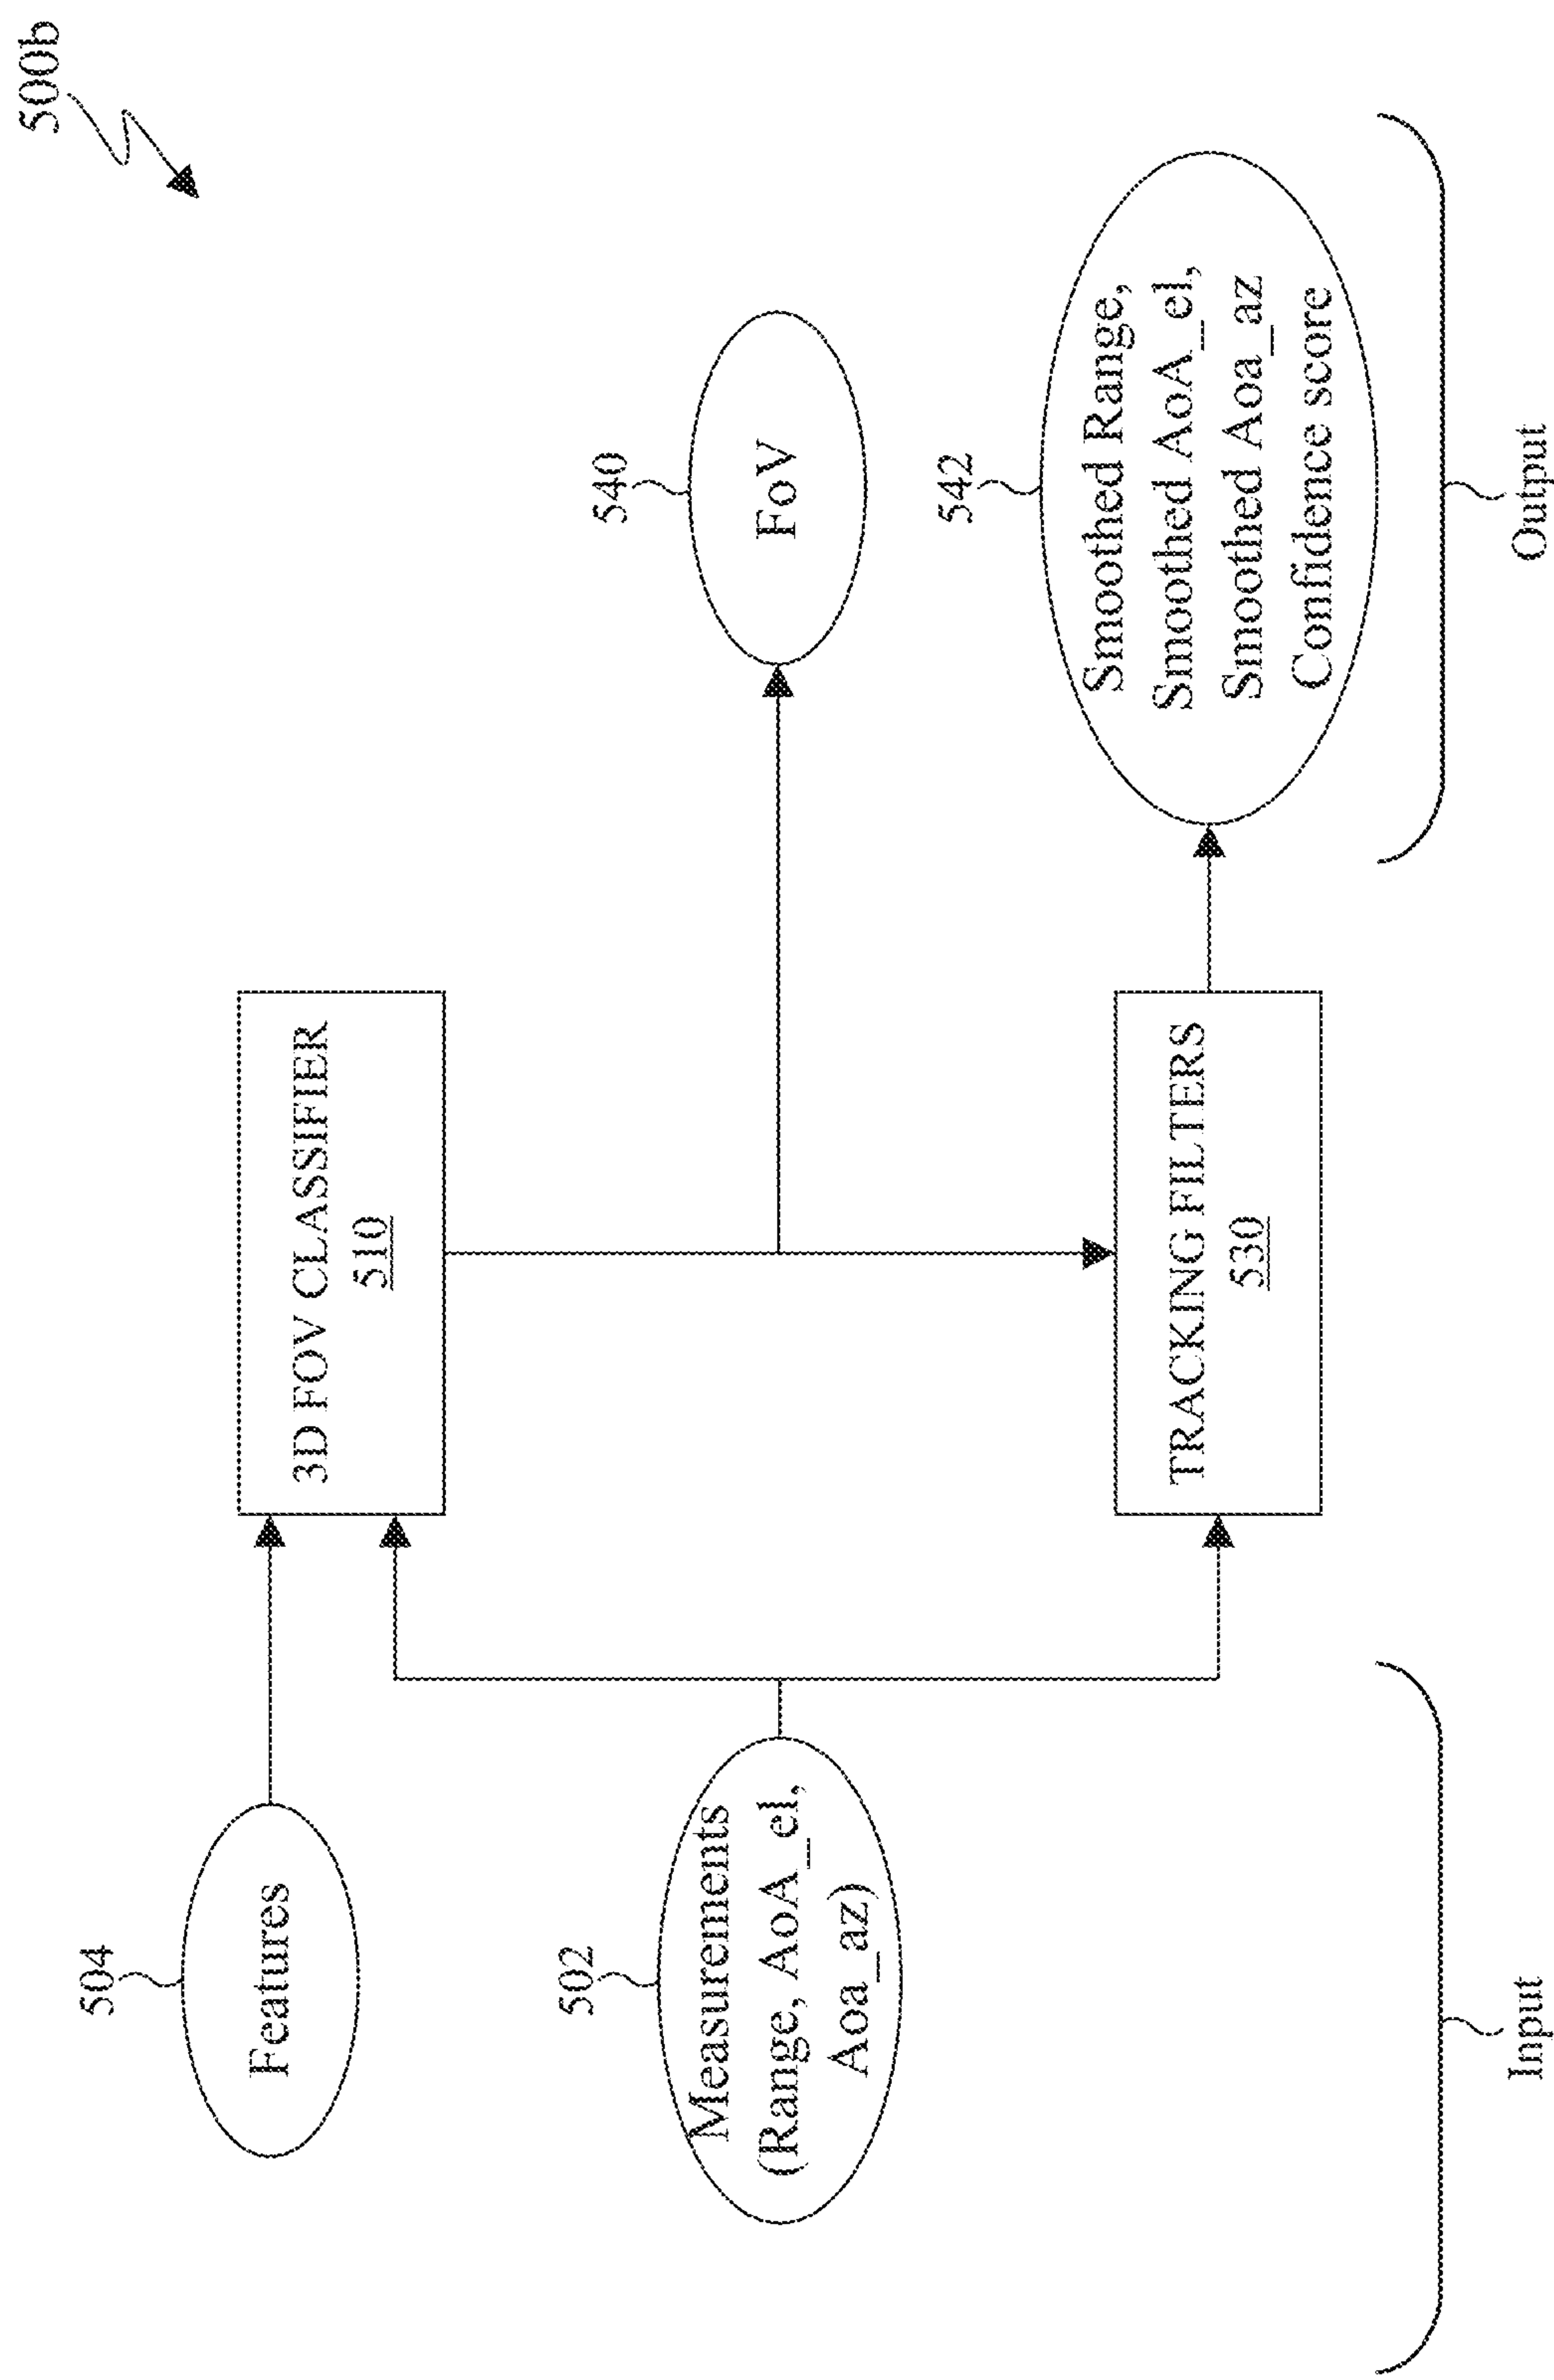 500b
504
Features
502
Measurements
(Range, AoA_el,
Aoa_az)
Input
3D FOV CLASSIFIER
510
TRACKING FILTERS
530
540
FoV
542
Smoothed Range,
Smoothed AoA_el,
Smoothed Aoa_az
Confidence score
Output